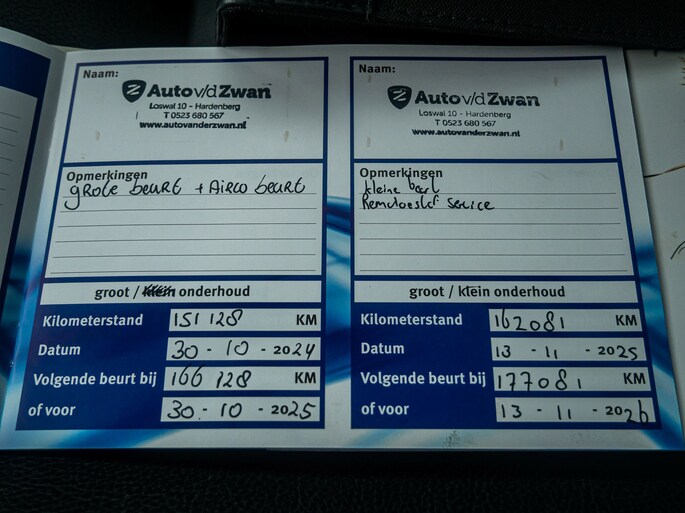 Naam:
Auto v/d Zwan
Loswal 10 - Hardenberg
T 0523 680 567
www.autovanderzwan.nl
Opmerkingen
grote beurt + Airco beurt
groot / klein onderhoud
Kilometerstand 151 128 KM
Datum 30 - 10 - 2024
Volgende beurt bij 166 128 KM
of voor 30 - 10 - 2025
Naam:
Auto v/d Zwan
Loswal 10 - Hardenberg
T 0523 680 567
www.autovanderzwan.nl
Opmerkingen
kleine beurt
Remvloeistof service
groot / klein onderhoud
Kilometerstand 162081 KM
Datum 13 - 11 - 2025
Volgende beurt bij 177081 KM
of voor 13 - 11 - 2026